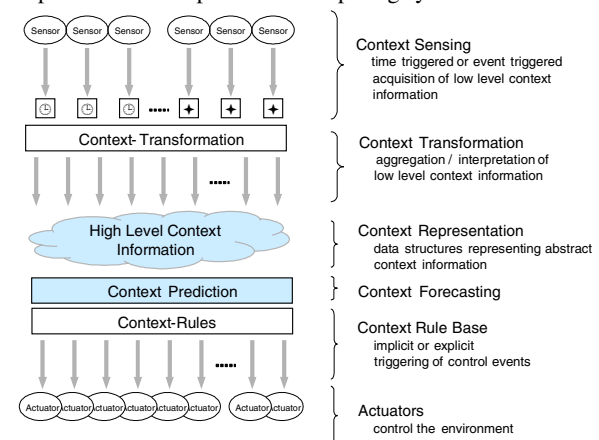 Sensor Sensor Sensor Sensor Sensor Sensor
Context Sensing
time triggered or event triggered
acquisition of low level context
information
Context-Transformation
Context Transformation
aggregation / interpretation of
low level context information
High Level Context
Information
Context Representation
data structures representing abstract
context information
Context Prediction
Context Forecasting
Context-Rules
Context Rule Base
implicit or explicit
triggering of control events
Actuator Actuator Actuator Actuator Actuator Actuator Actuator
Actuators
control the environment